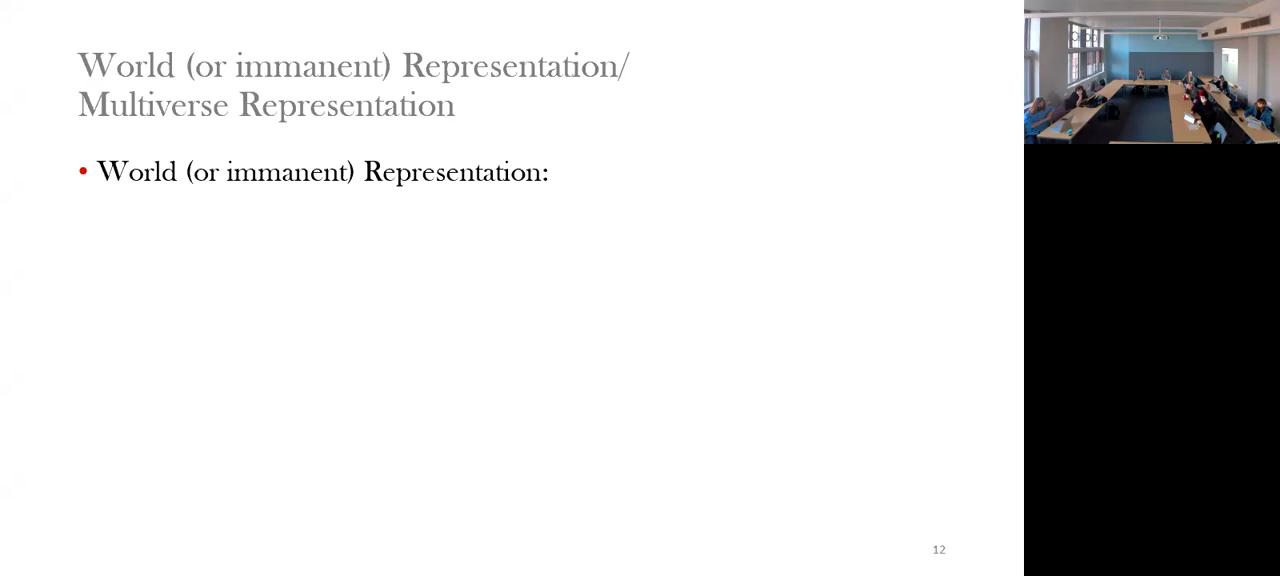 World (or immanent) Representation/
Multiverse Representation
• World (or immanent) Representation:
12